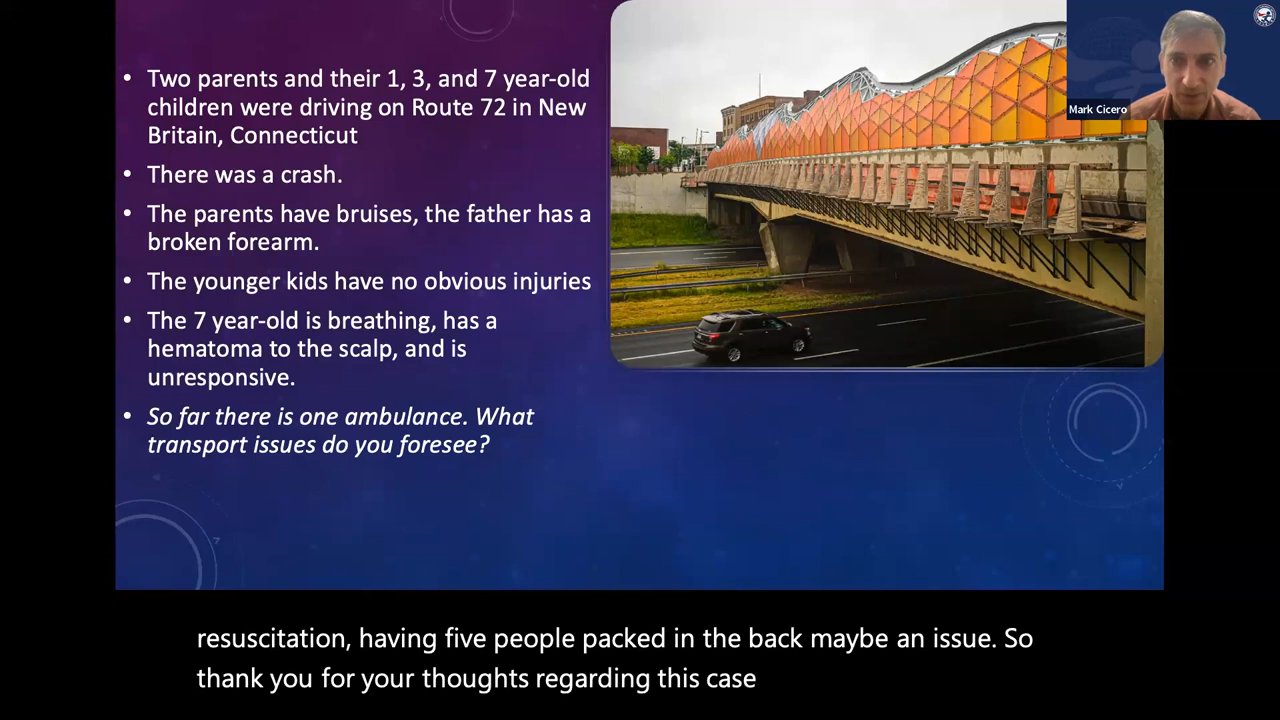 • Two parents and their 1, 3, and 7 year-old
children were driving on Route 72 in New
Britain, Connecticut
• There was a crash.
• The parents have bruises, the father has a
broken forearm.
• The younger kids have no obvious injuries
• The 7 year-old is breathing, has a
hematoma to the scalp, and is
unresponsive.
• So far there is one ambulance. What
transport issues do you foresee?
Mark Cicero
resuscitation, having five people packed in the back maybe an issue. So
thank you for your thoughts regarding this case